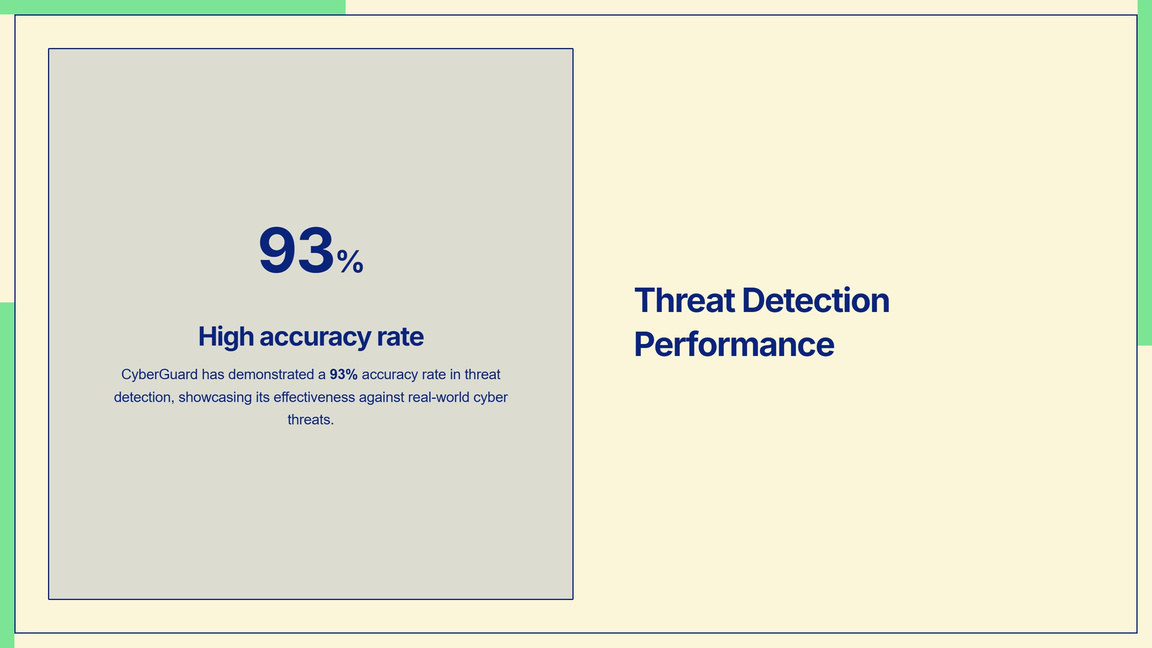 93%
High accuracy rate
CyberGuard has demonstrated a 93% accuracy rate in threat
detection, showcasing its effectiveness against real-world cyber
threats.
Threat Detection
Performance